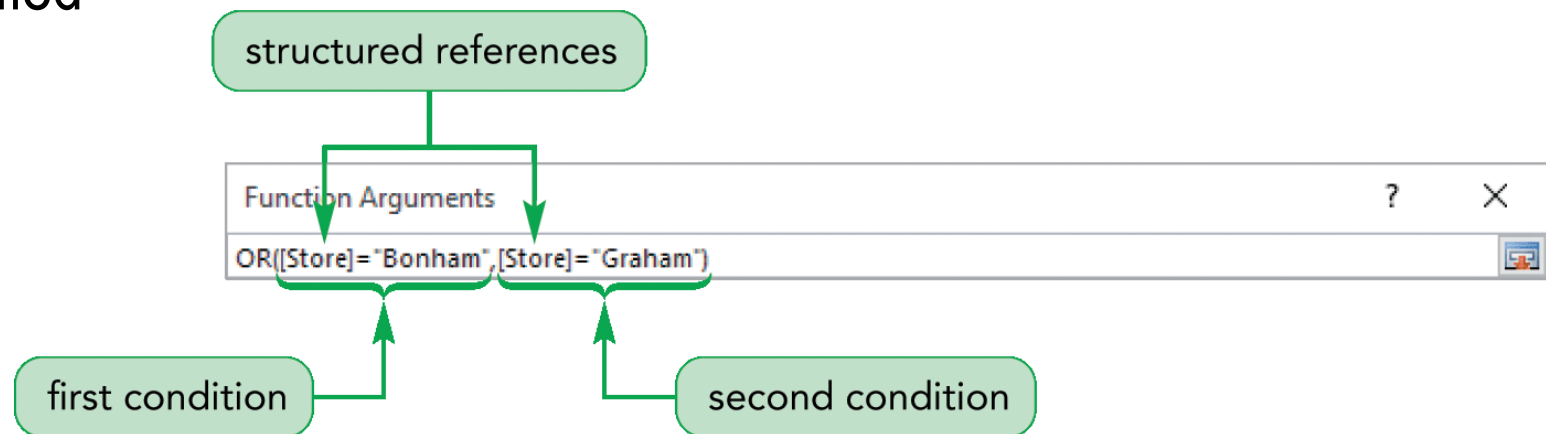 structured references
Function Arguments ? X
OR([Store]="Bonham",[Store]="Graham")
first condition
second condition